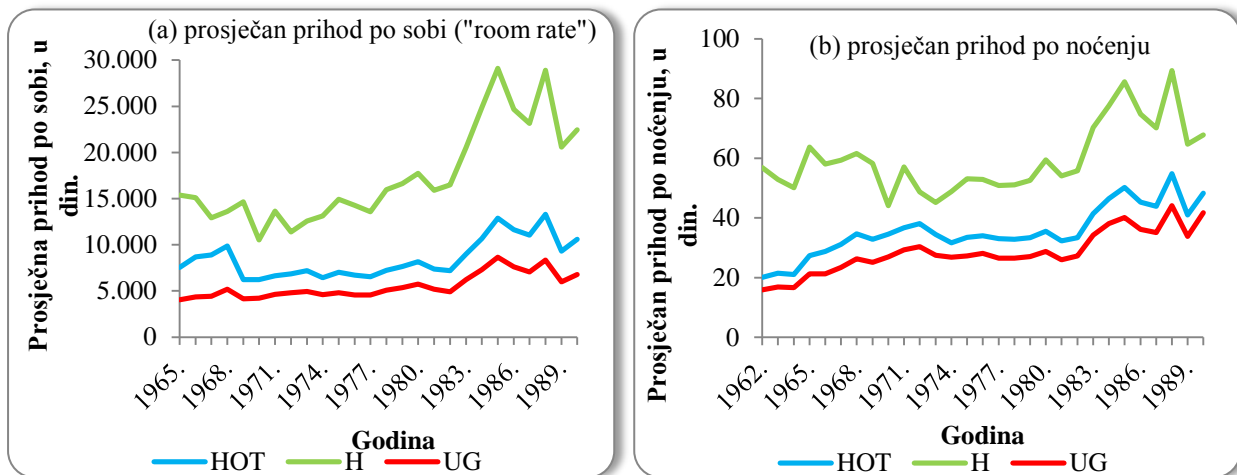 (a) prosječan prihod po sobi ("room rate")
Prosječna prihod po sobi, u
din.
30.000
25.000
20.000
15.000
10.000
5.000
0
1965.
1968.
1971.
1974.
1977.
1980.
1983.
1986.
1989.
Godina
HOT
H
UG
(b) prosječan prihod po noćenju
Prosječan prihod po noćenju, u
din.
100
80
60
40
20
0
1962.
1965.
1968.
1971.
1974.
1977.
1980.
1983.
1986.
1989.
Godina
HOT
H
UG